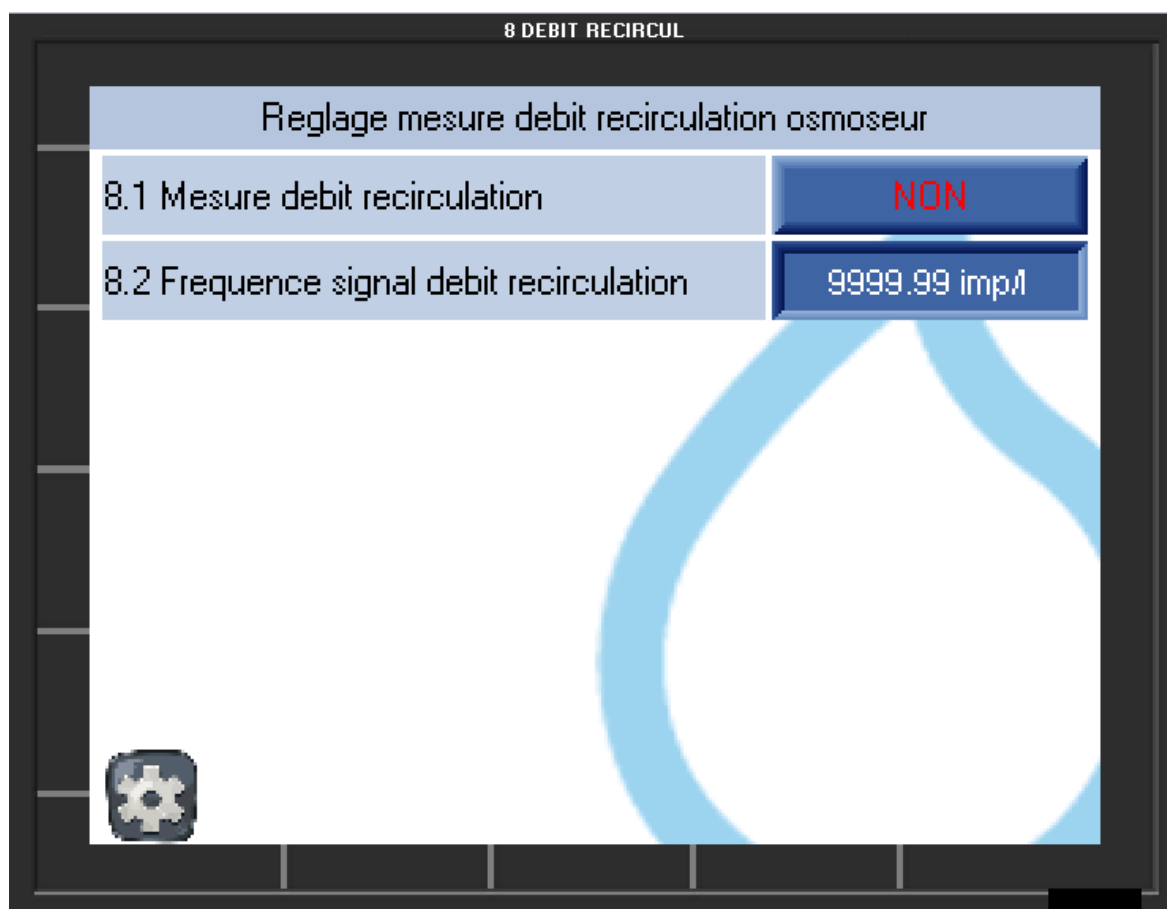 8 DEBIT RECIRCUL
Reglage mesure debit recirculation osmoseur
8.1 Mesure debit recirculation NON
8.2 Frequence signal debit recirculation 9999.99 imp/l